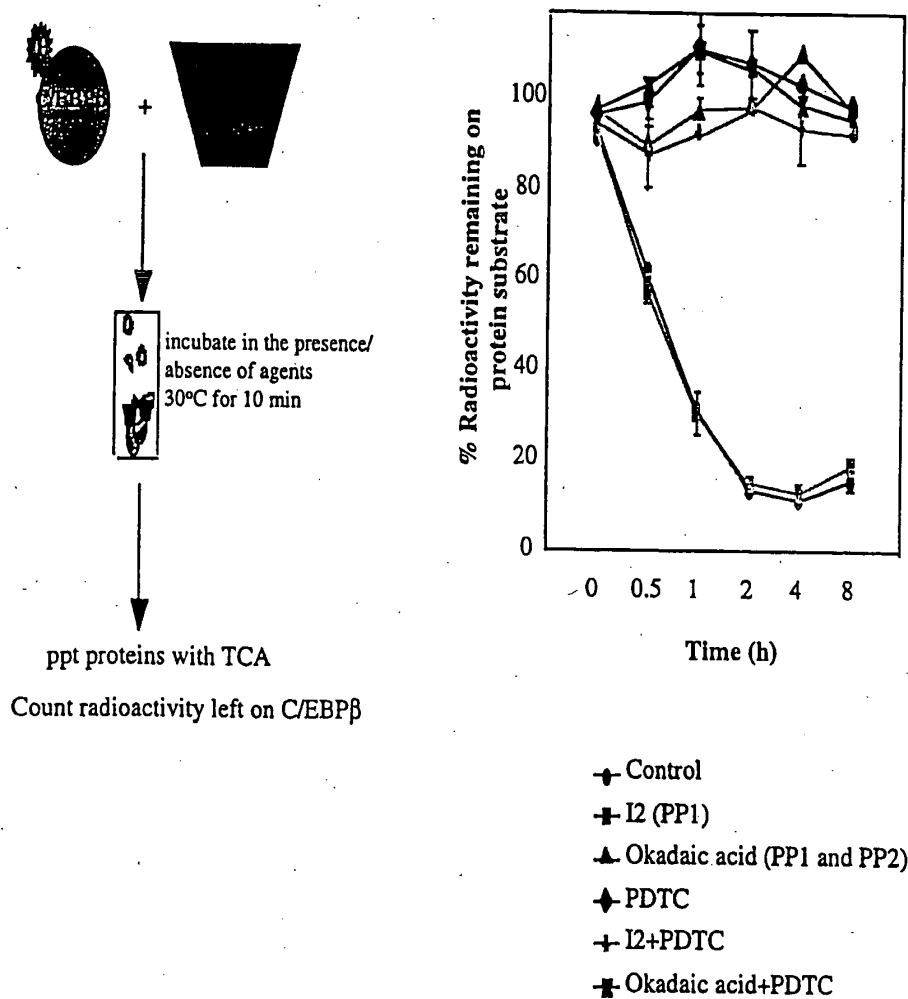 C/EBPβ
+
incubate in the presence/
absence of agents
30ºC for 10 min
ppt proteins with TCA
Count radioactivity left on C/EBPβ
% Radioactivity remaining on
protein substrate
100
80
60
40
20
0
0 0.5 1 2 4 8
Time (h)
Control
I2 (PP1)
Okadaic acid (PP1 and PP2)
PDTC
I2+PDTC
Okadaic acid+PDTC